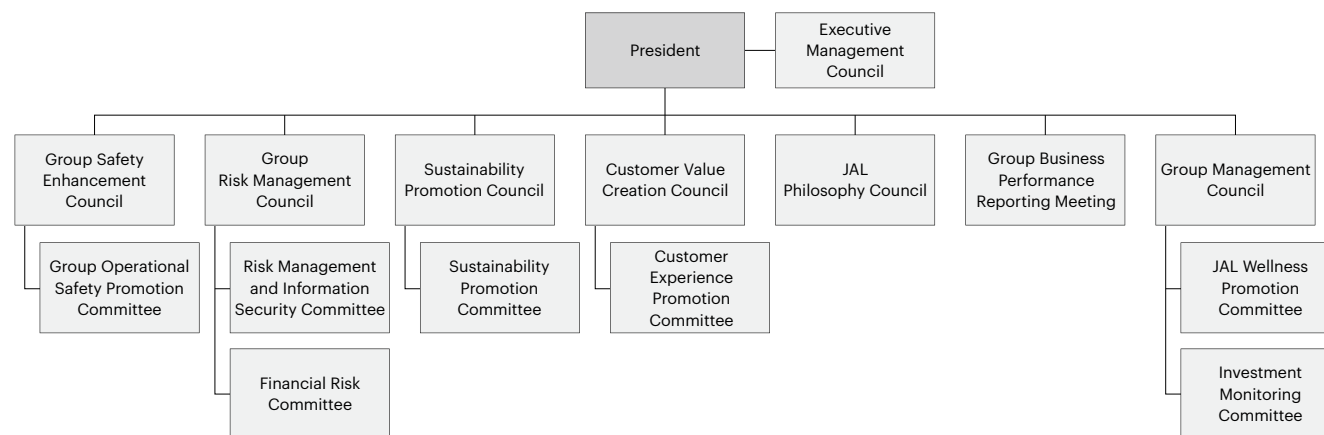 President
Executive
Management
Council
Group Safety
Enhancement
Council
Group
Risk Management
Council
Sustainability
Promotion Council
Customer Value
Creation Council
JAL
Philosophy Council
Group Business
Performance
Reporting Meeting
Group Management
Council
Group Operational
Safety Promotion
Committee
Risk Management
and Information
Security Committee
Sustainability
Promotion
Committee
Customer
Experience
Promotion
Committee
JAL Wellness
Promotion
Committee
Financial Risk
Committee
Investment
Monitoring
Committee